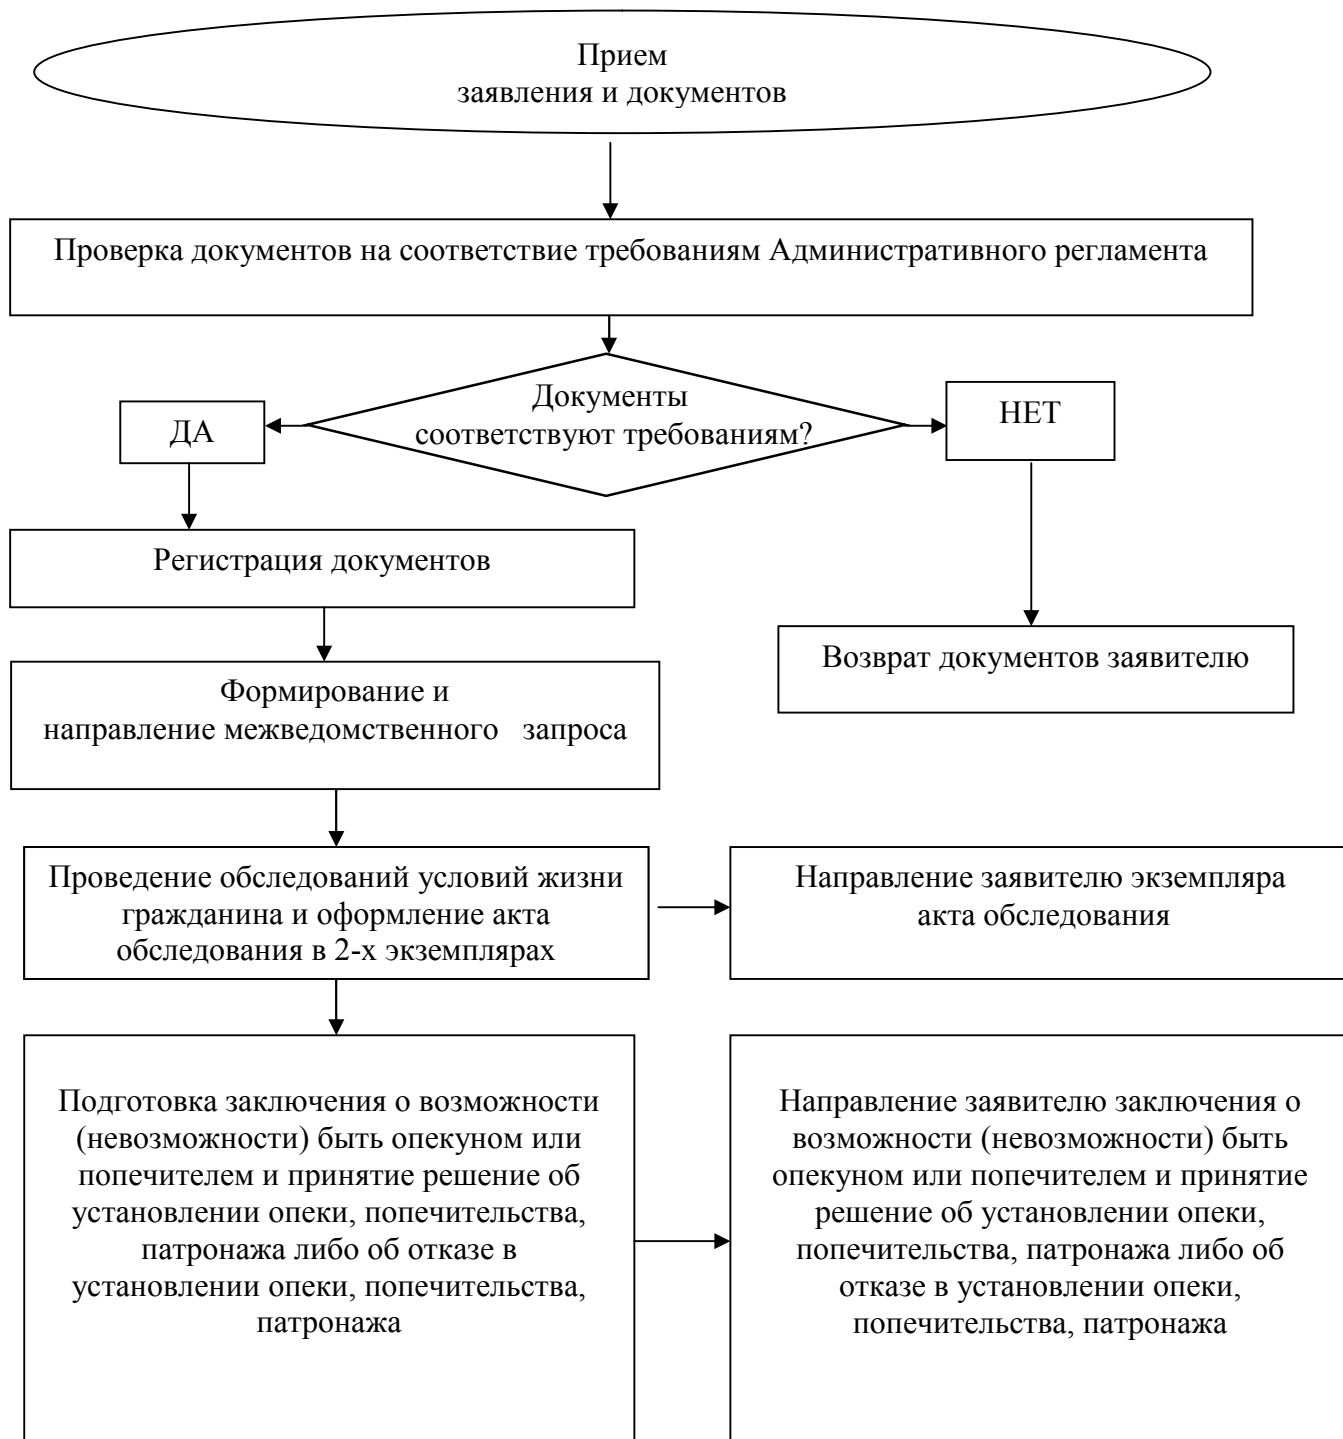 Прием
заявления и документов
Проверка документов на соответствие требованиям Административного регламента
Документы
соответствуют требованиям?
ДА
НЕТ
Регистрация документов
Возврат документов заявителю
Формирование и
направление межведомственного запроса
Проведение обследований условий жизни
гражданина и оформление акта
обследования в 2-х экземплярах
Направление заявителю экземпляра
акта обследования
Подготовка заключения о возможности
(невозможности) быть опекуном или
попечителем и принятие решение об
установлении опеки, попечительства,
патронажа либо об отказе в
установлении опеки, попечительства,
патронажа
Направление заявителю заключения о
возможности (невозможности) быть
опекуном или попечителем и принятие
решение об установлении опеки,
попечительства, патронажа либо об
отказе в установлении опеки,
попечительства, патронажа